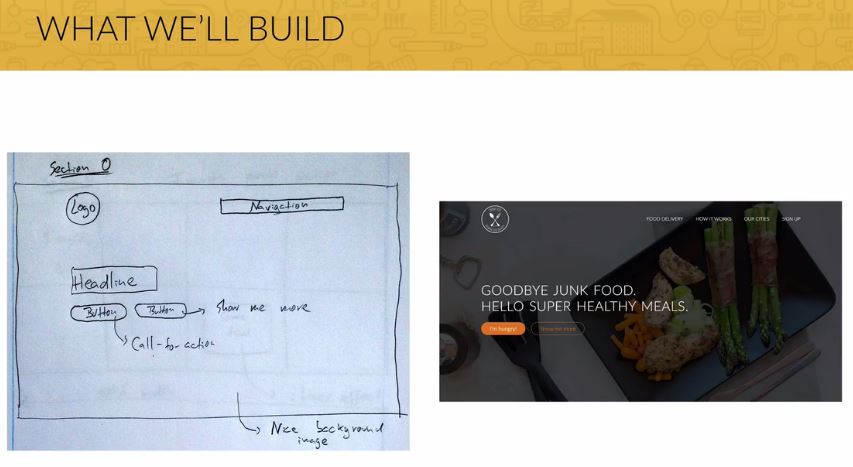 WHAT WE'LL BUILD
Section 0
Logo
Navigation
Headline
Button
Button
Show me more
Call-to-action
Nice background
image
FOOD DELIVERY
HOW IT WORKS
OUR CITIES
SIGN UP
GOODBYE JUNK FOOD.
HELLO SUPER HEALTHY MEALS.
I'm hungry!
Show me more